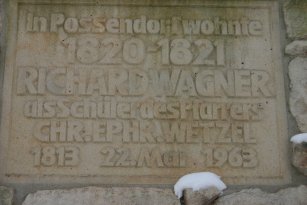 In Possendorf wohnte
1820-1821
RICHARD WAGNER
als Schüler des Pfarrers
CHR. EPHR. WETZEL
1813 22. Mai 1963